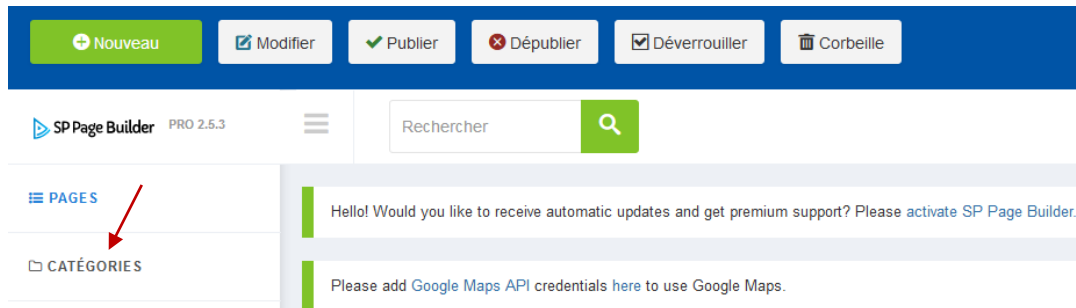 Nouveau Modifier Publier Dépublier Déverrouiller Corbeille
SP Page Builder PRO 2.5.3 Rechercher
PAGES
Hello! Would you like to receive automatic updates and get premium support? Please activate SP Page Builder.
CATÉGORIES
Please add Google Maps API credentials here to use Google Maps.